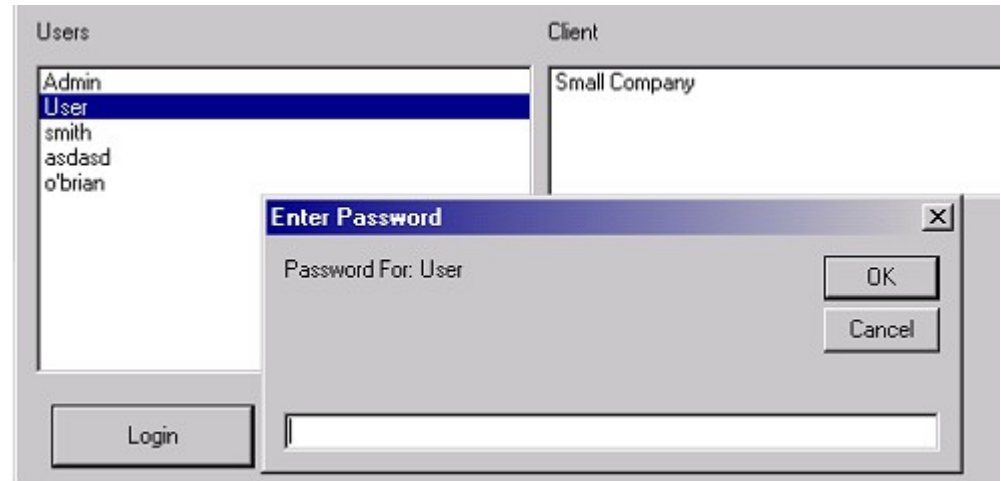 Users
Client
Admin
User
smith
asdasd
o'brian
Small Company
Enter Password
Password For: User
OK
Cancel
Login